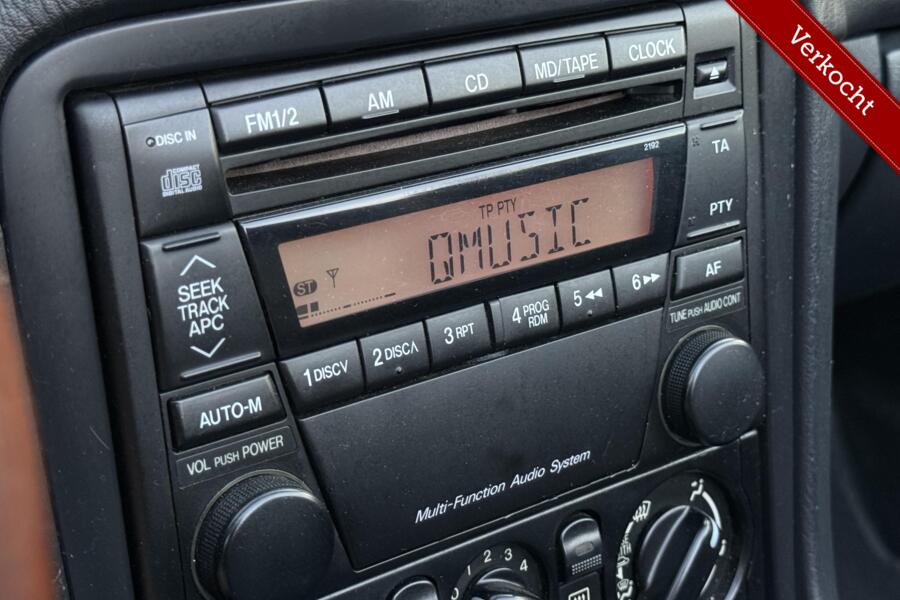 Verkocht
FM1/2
AM
CD
MD/TAPE
CLOCK
DISC IN
COMPACT
disc
DIGITAL AUDIO
2192
TA
TP PTY
QMUSIC
ST
PTY
SEEK
TRACK
APC
AF
TUNE PUSH AUDIO CONT
1 DISC∨
2 DISC∧
3 RPT
4 PROG
RDM
5 ◀◀
6 ▶▶
AUTO-M
VOL PUSH POWER
Multi-Function Audio System
0 1 2 3 4